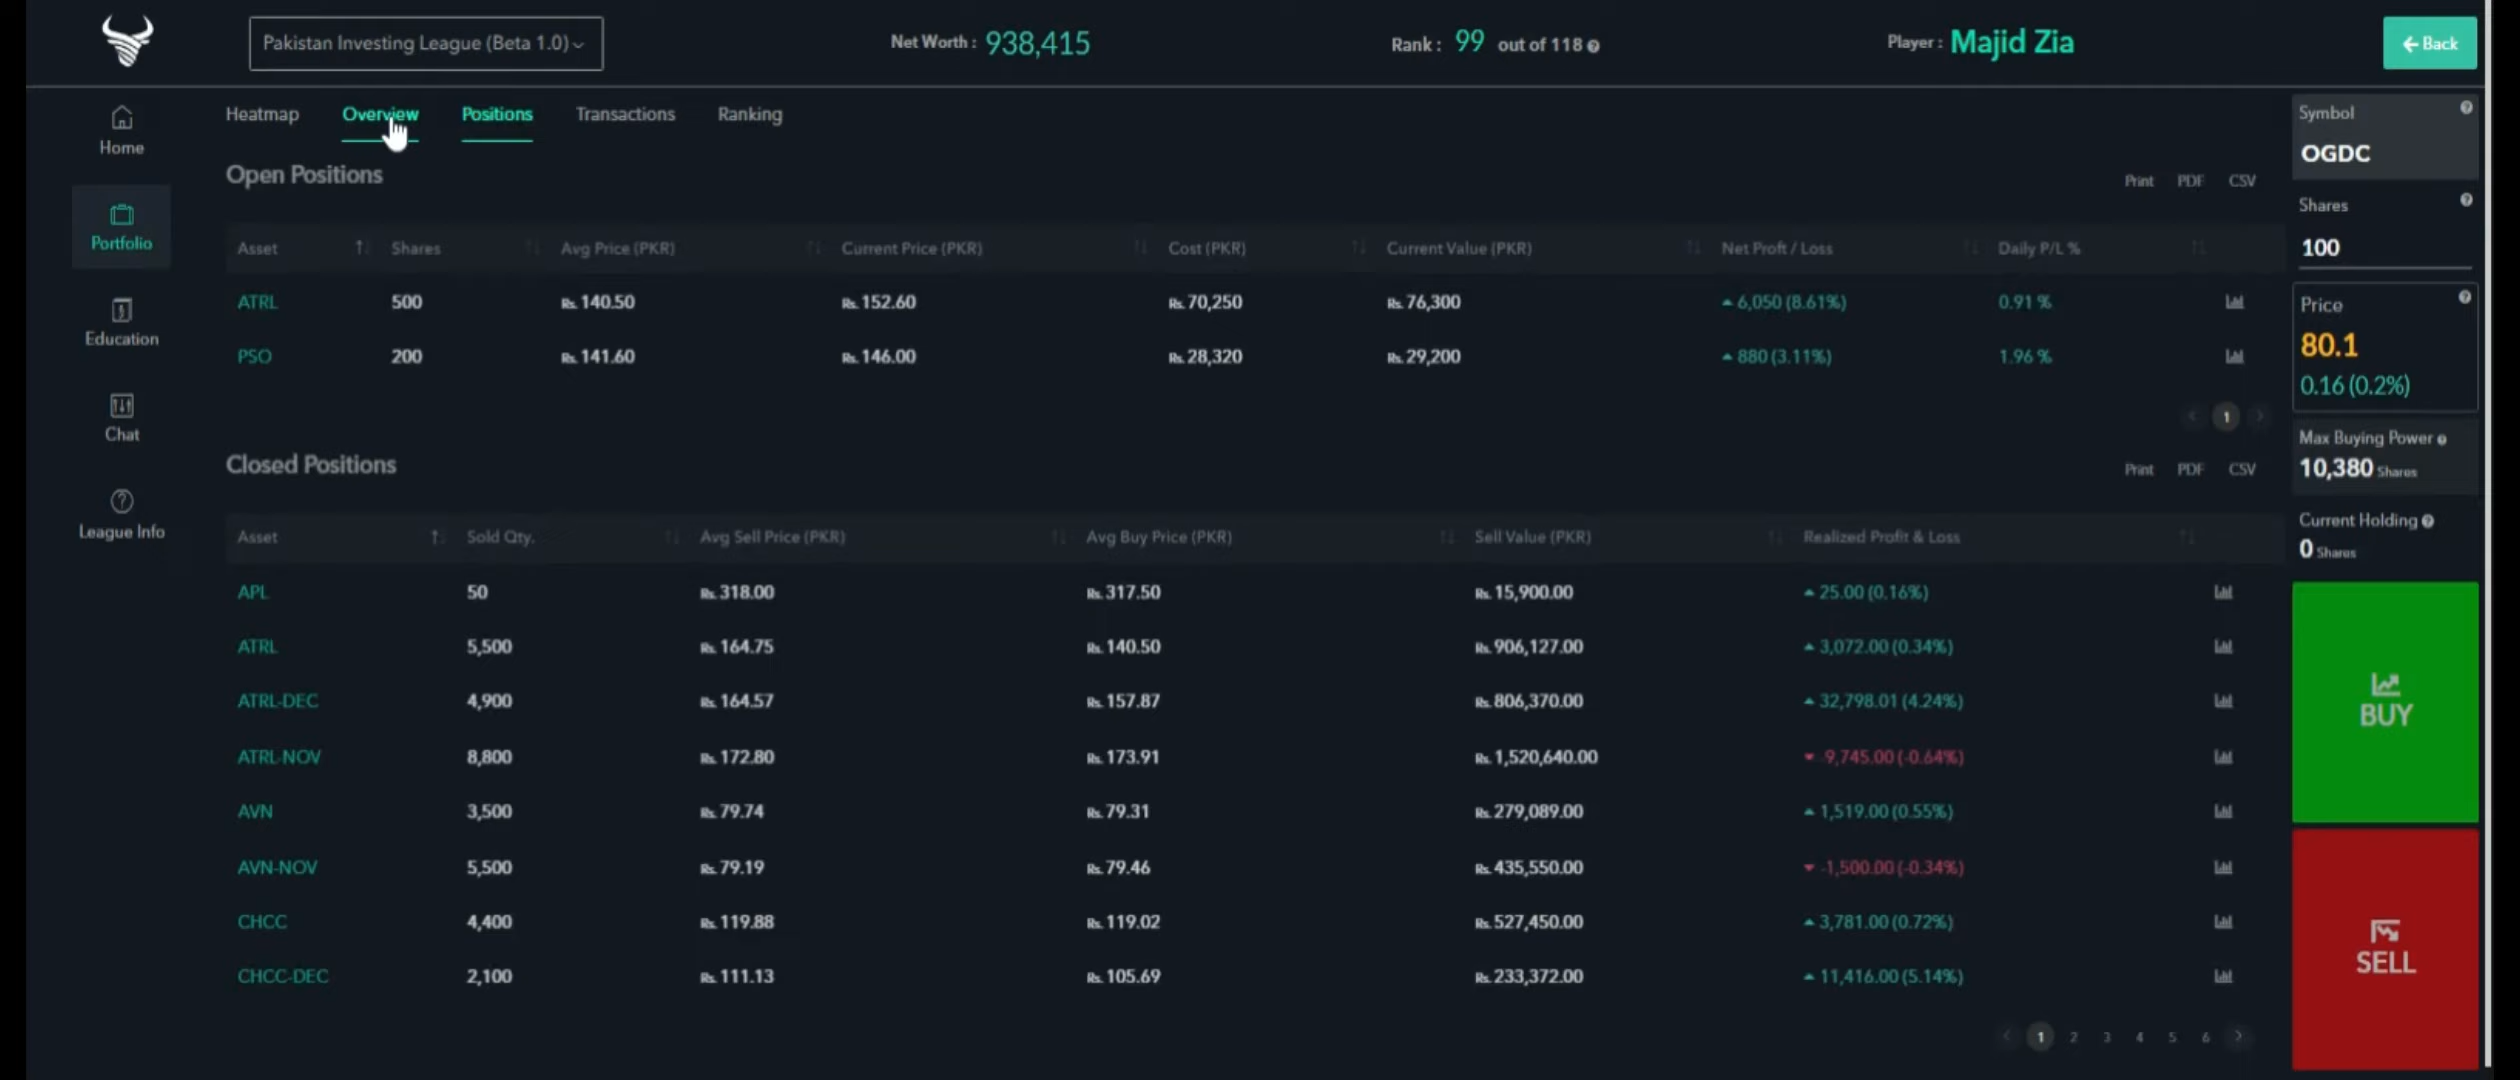 Pakistan Investing League (Beta 1.0)
Net Worth : 938,415
Rank : 99 out of 118
Player : Majid Zia
Back
Home
Portfolio
Education
Chat
League Info
Heatmap Overview Positions Transactions Ranking
Open Positions
Print PDF CSV
Asset Shares Avg Price (PKR) Current Price (PKR) Cost (PKR) Current Value (PKR) Net Profit / Loss Daily P/L %
ATRL 500 Rs. 140.50 Rs. 152.60 Rs. 70,250 Rs. 76,300 6,050 (8.61%) 0.91 %
PSO 200 Rs. 141.60 Rs. 146.00 Rs. 28,320 Rs. 29,200 880 (3.11%) 1.96 %
1
Closed Positions
Print PDF CSV
Asset Sold Qty. Avg Sell Price (PKR) Avg Buy Price (PKR) Sell Value (PKR) Realized Profit & Loss
APL 50 Rs. 318.00 Rs. 317.50 Rs. 15,900.00 25.00 (0.16%)
ATRL 5,500 Rs. 164.75 Rs. 140.50 Rs. 906,127.00 3,072.00 (0.34%)
ATRL-DEC 4,900 Rs. 164.57 Rs. 157.87 Rs. 806,370.00 32,798.01 (4.24%)
ATRL-NOV 8,800 Rs. 172.80 Rs. 173.91 Rs. 1,520,640.00 -9,745.00 (-0.64%)
AVN 3,500 Rs. 79.74 Rs. 79.31 Rs. 279,089.00 1,519.00 (0.55%)
AVN-NOV 5,500 Rs. 79.19 Rs. 79.46 Rs. 435,550.00 -1,500.00 (-0.34%)
CHCC 4,400 Rs. 119.88 Rs. 119.02 Rs. 527,450.00 3,781.00 (0.72%)
CHCC-DEC 2,100 Rs. 111.13 Rs. 105.69 Rs. 233,372.00 11,416.00 (5.14%)
1 2 3 4 5 6
Symbol
OGDC
Shares
100
Price
80.1
0.16 (0.2%)
Max Buying Power
10,380 Shares
Current Holding
0 Shares
BUY
SELL